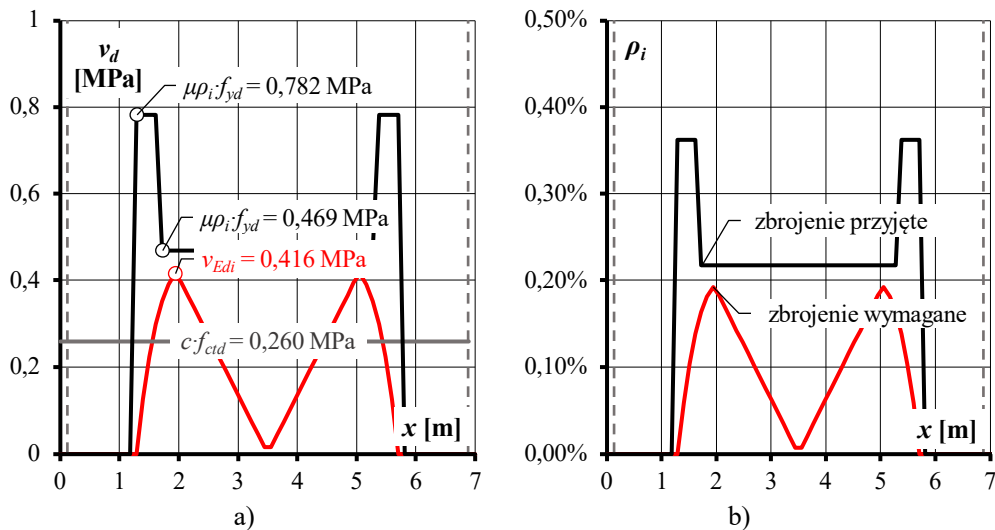 1
0,8
0,6
0,4
0,2
0
0 1 2 3 4 5 6 7
v_d
[MPa]
μρ_i·f_yd = 0,782 MPa
μρ_i·f_yd = 0,469 MPa
v_Edi = 0,416 MPa
c·f_ctd = 0,260 MPa
x [m]
a)
0,50%
0,40%
0,30%
0,20%
0,10%
0,00%
0 1 2 3 4 5 6 7
ρ_i
zbrojenie przyjęte
zbrojenie wymagane
x [m]
b)